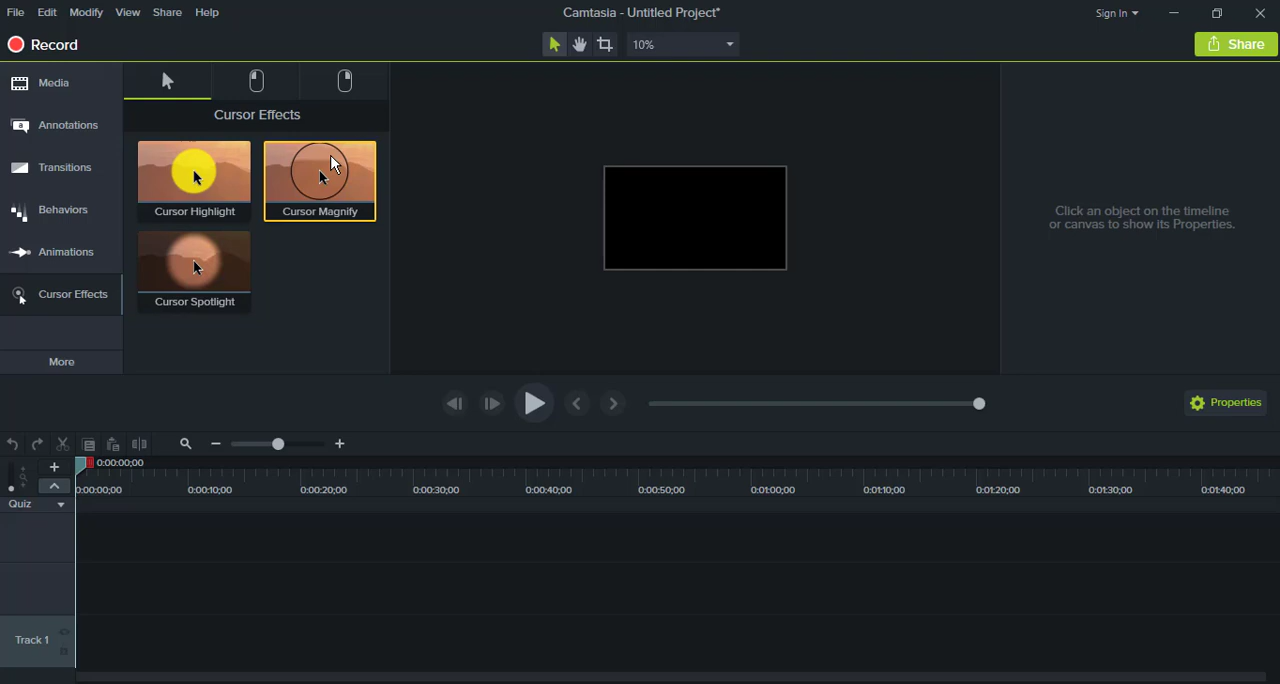 File Edit Modify View Share Help
Camtasia - Untitled Project*
Sign In
Record
10%
Share
Media
Annotations
a
Transitions
Behaviors
Animations
Cursor Effects
More
Cursor Effects
Cursor Highlight
Cursor Magnify
Cursor Spotlight
Click an object on the timeline
or canvas to show its Properties.
Properties
0:00:00;00
0:00:00;00 0:00:10;00 0:00:20;00 0:00:30;00 0:00:40;00 0:00:50;00 0:01:00;00 0:01:10;00 0:01:20;00 0:01:30;00 0:01:40;00
Quiz
Track 1